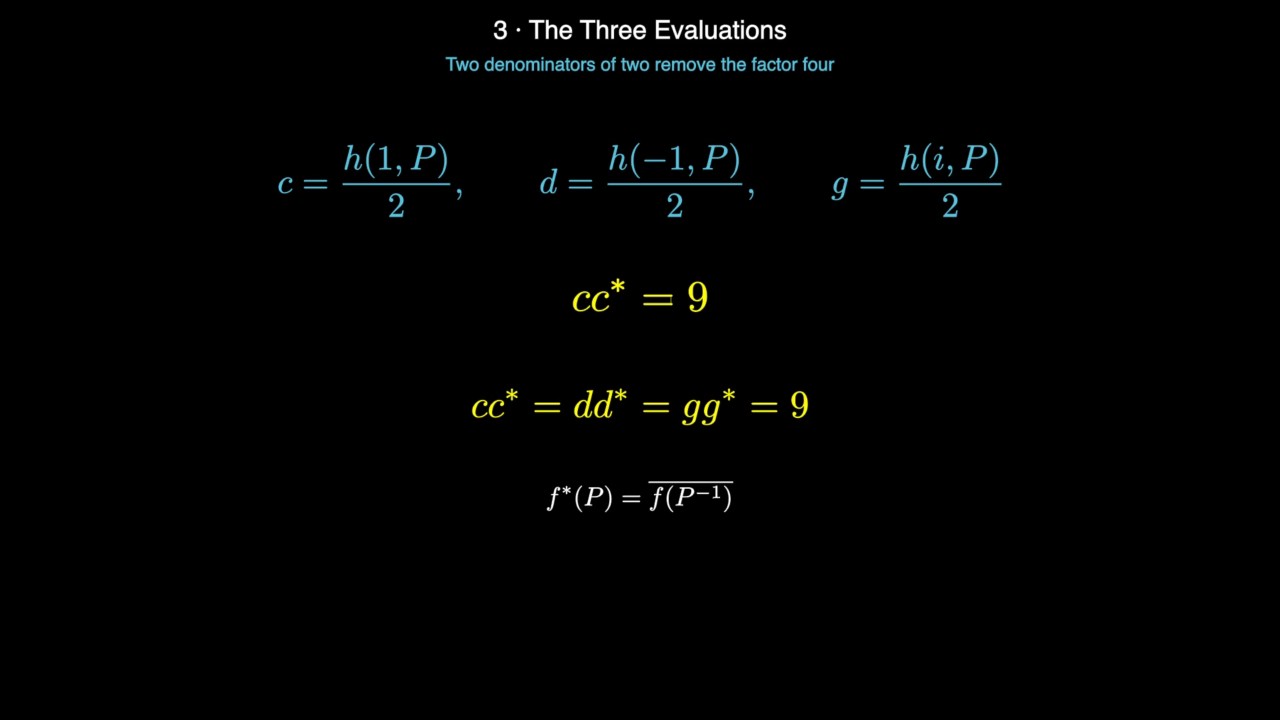 3 · The Three Evaluations
Two denominators of two remove the factor four
c = h(1, P)/2, d = h(−1, P)/2, g = h(i, P)/2
cc* = 9
cc* = dd* = gg* = 9
f*(P) = \overline{f(P⁻¹)}